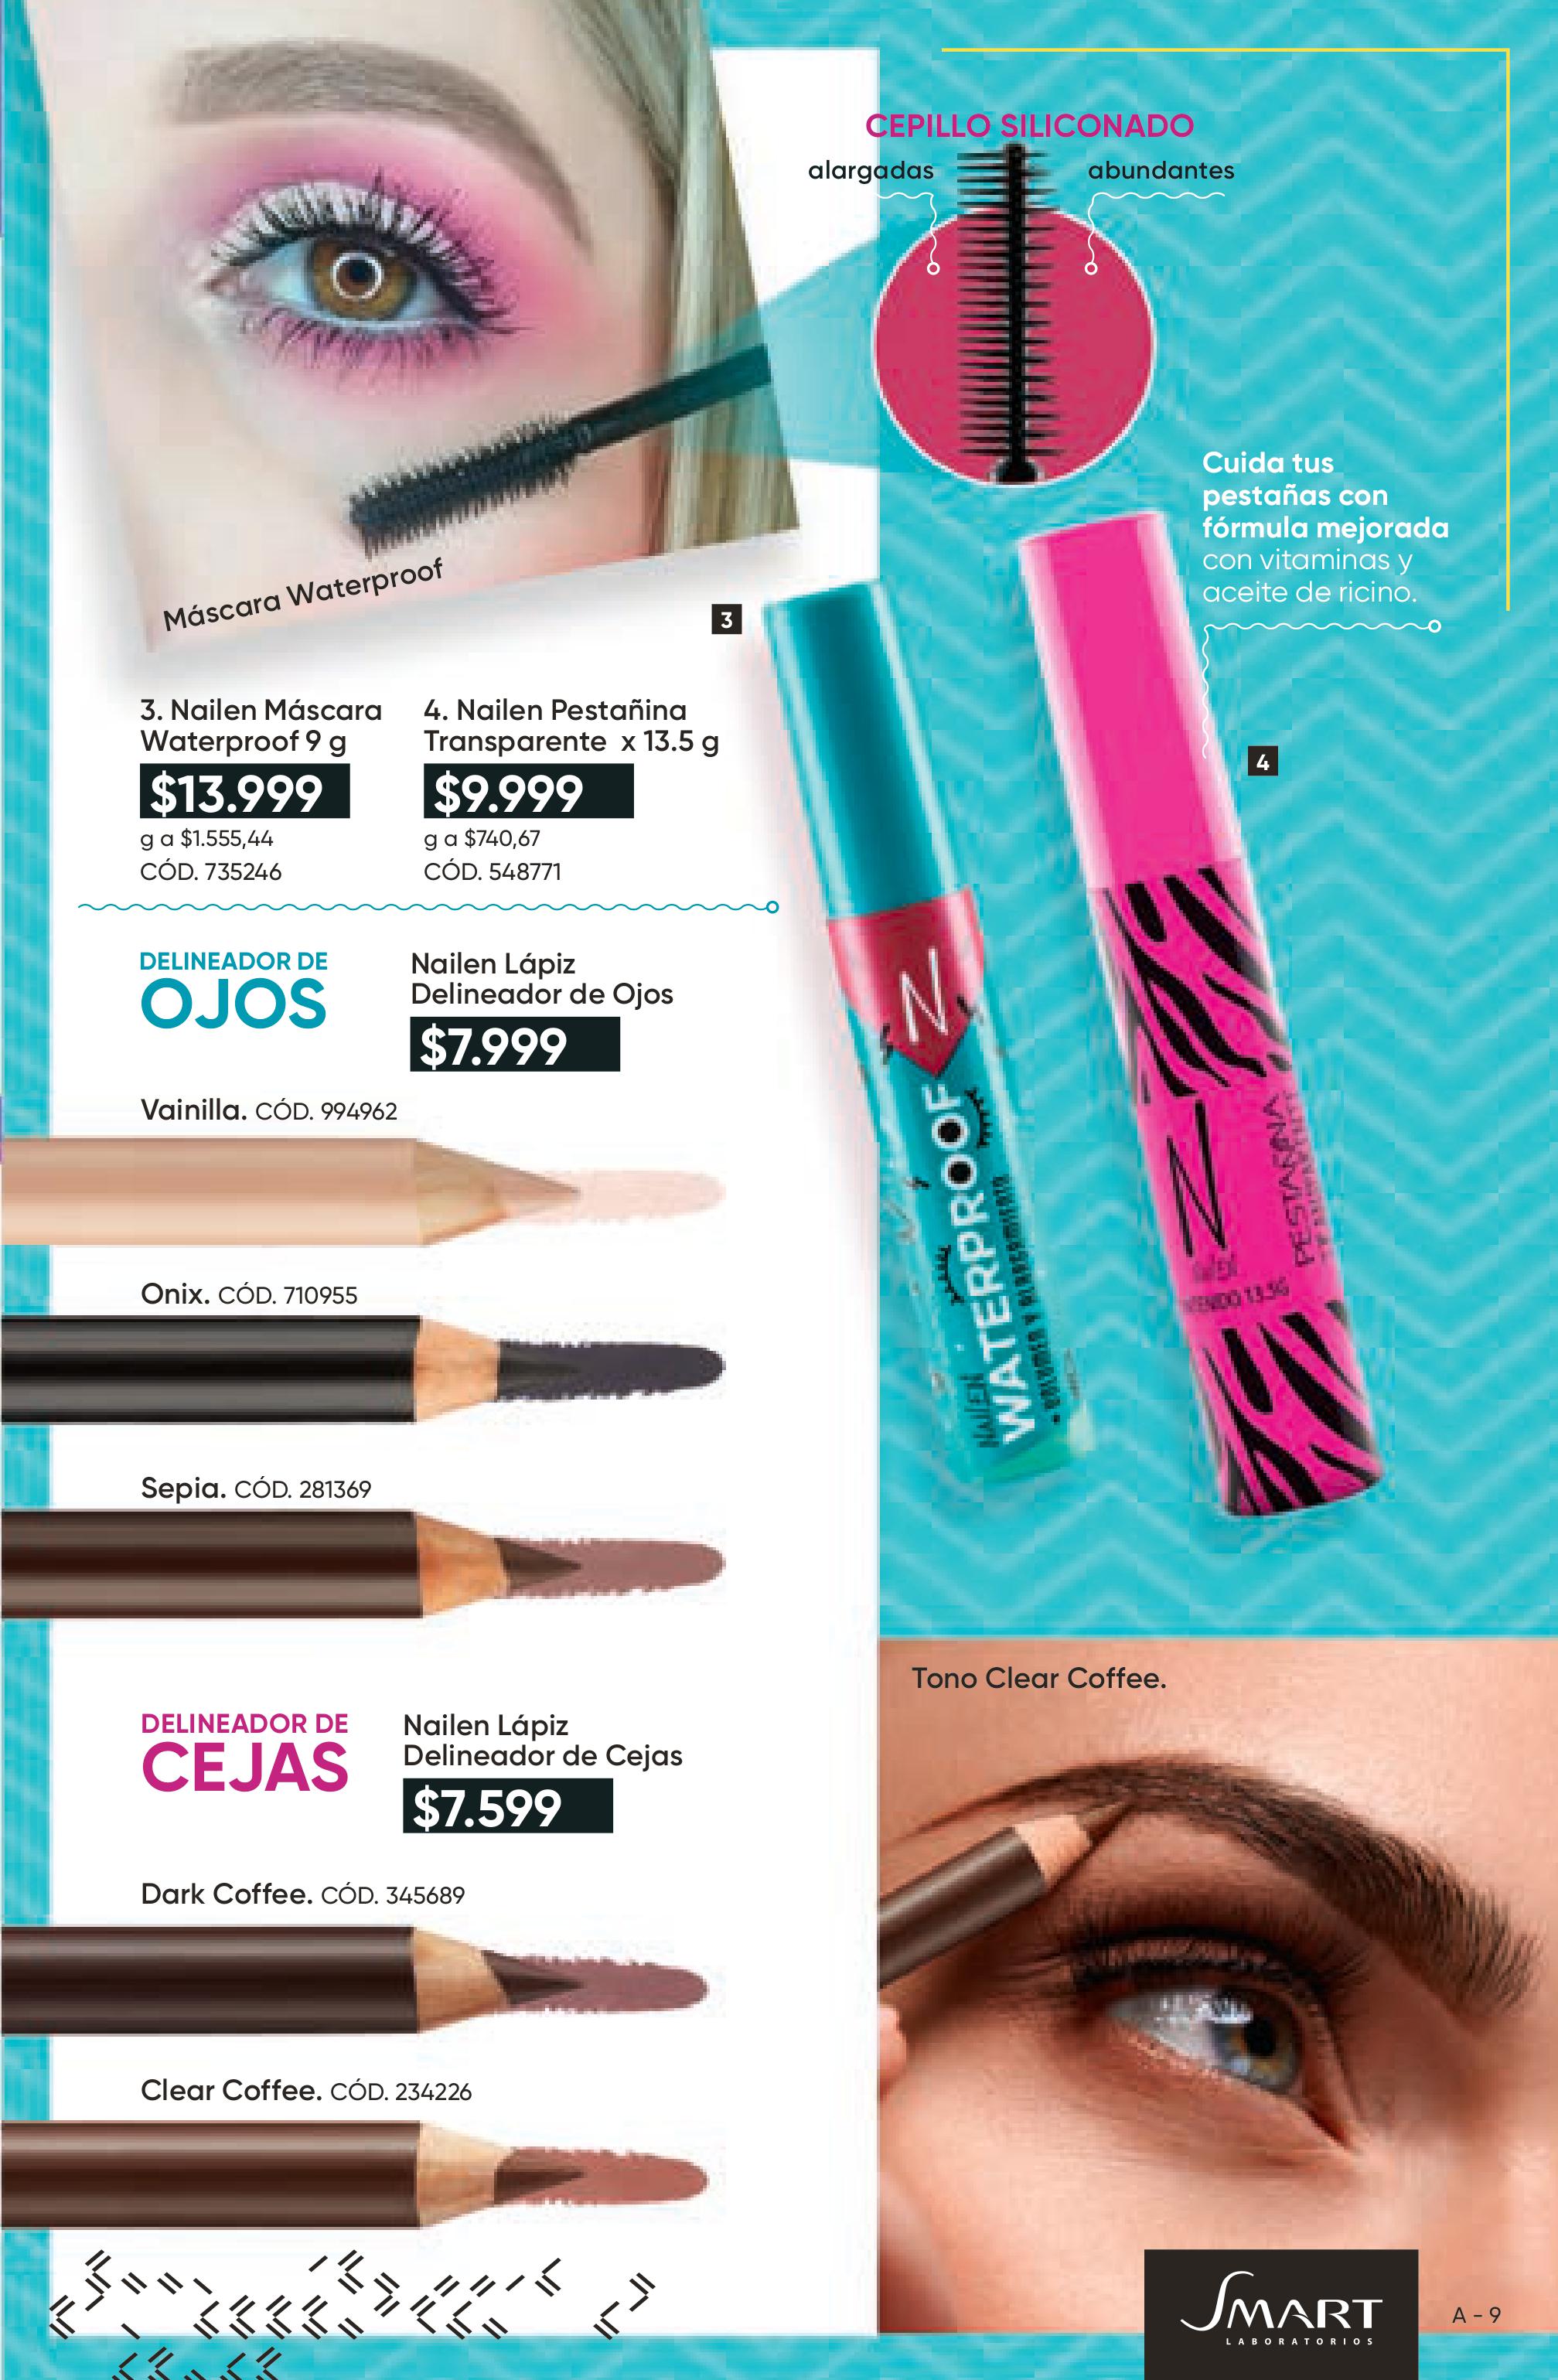 CEPILLO SILICONADO
alargadas
abundantes
Cuida tus
pestañas con
fórmula mejorada
con vitaminas y
aceite de ricino.
Máscara Waterproof
3
4
3. Nailen Máscara
Waterproof 9 g
$13.999
g a $1.555,44
CÓD. 735246
4. Nailen Pestañina
Transparente x 13.5 g
$9.999
g a $740,67
CÓD. 548771
N
NAILEN
WATERPROOF
+ VOLUMEN Y ALARGAMIENTO
N
PESTAÑINA
DELINEADOR DE
OJOS
Nailen Lápiz
Delineador de Ojos
$7.999
Vainilla. CÓD. 994962
Onix. CÓD. 710955
Sepia. CÓD. 281369
DELINEADOR DE
CEJAS
Nailen Lápiz
Delineador de Cejas
$7.599
Dark Coffee. CÓD. 345689
Clear Coffee. CÓD. 234226
Tono Clear Coffee.
SMART
LABORATORIOS
A - 9